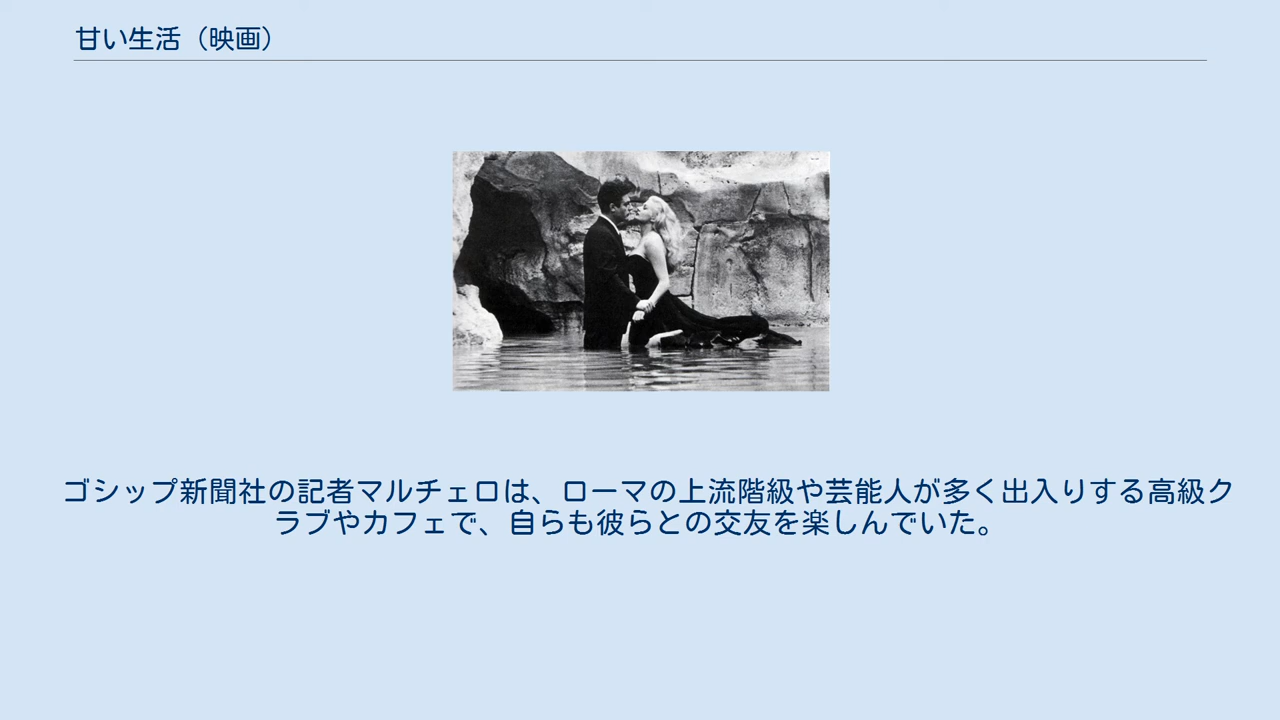 甘い生活（映画）
ゴシップ新聞社の記者マルチェロは、ローマの上流階級や芸能人が多く出入りする高級ク
ラブやカフェで、自らも彼らとの交友を楽しんでいた。